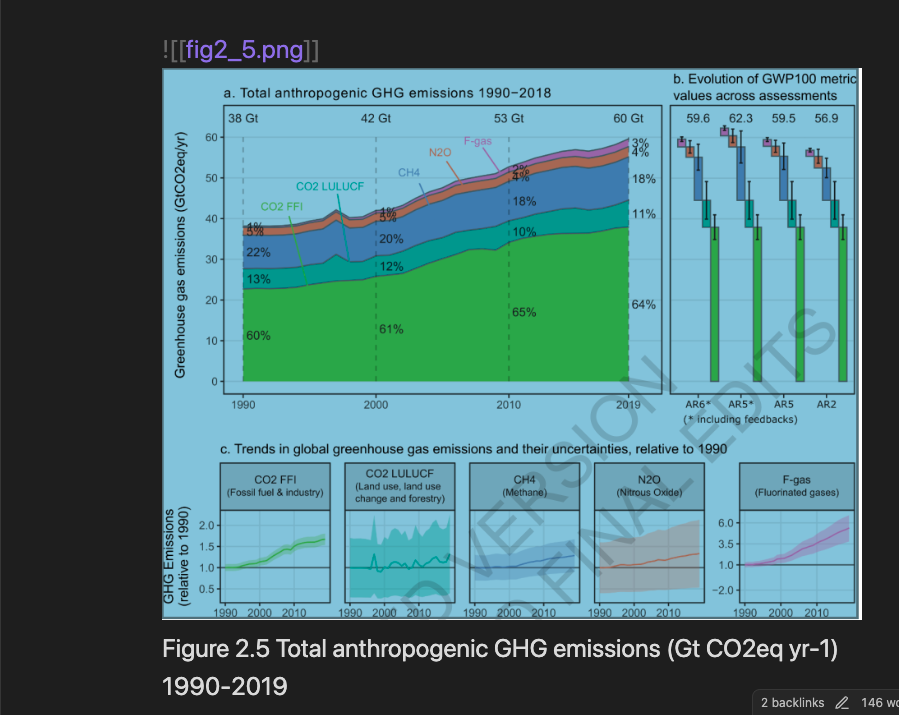 ![[fig2_5.png]]
a. Total anthropogenic GHG emissions 1990−2018
38 Gt 42 Gt 53 Gt 60 Gt
Greenhouse gas emissions (GtCO2eq/yr)
60
50
40
30
20
10
0
F-gas
N2O
CH4
CO2 LULUCF
CO2 FFI
1%
5%
22%
13%
60%
1%
5%
20%
12%
61%
2%
4%
18%
10%
65%
3%
4%
18%
11%
64%
1990 2000 2010 2019
b. Evolution of GWP100 metric
values across assessments
59.6 62.3 59.5 56.9
AR6* AR5* AR5 AR2
(* including feedbacks)
c. Trends in global greenhouse gas emissions and their uncertainties, relative to 1990
GHG Emissions
(relative to 1990)
CO2 FFI
(Fossil fuel & industry)
2.0
1.5
1.0
0.5
1990 2000 2010
CO2 LULUCF
(Land use, land use
change and forestry)
1990 2000 2010
CH4
(Methane)
1990 2000 2010
N2O
(Nitrous Oxide)
1990 2000 2010
F-gas
(Fluorinated gases)
6.0
3.5
1.0
−2.0
1990 2000 2010
D VERSION
O FINAL EDITS
Figure 2.5 Total anthropogenic GHG emissions (Gt CO2eq yr-1)
1990-2019
2 backlinks 146 wo